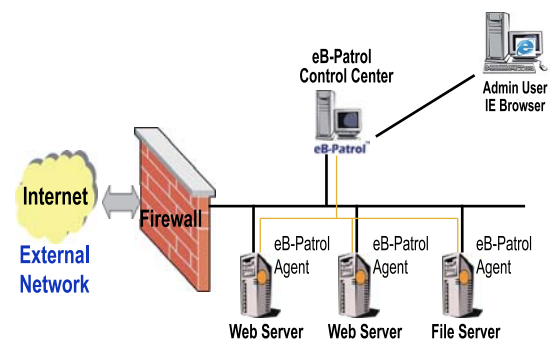 eB-Patrol
Control Center
Admin User
IE Browser
eB-Patrol™
Internet
Firewall
External
Network
eB-Patrol
Agent
eB-Patrol
Agent
eB-Patrol
Agent
Web Server
Web Server
File Server